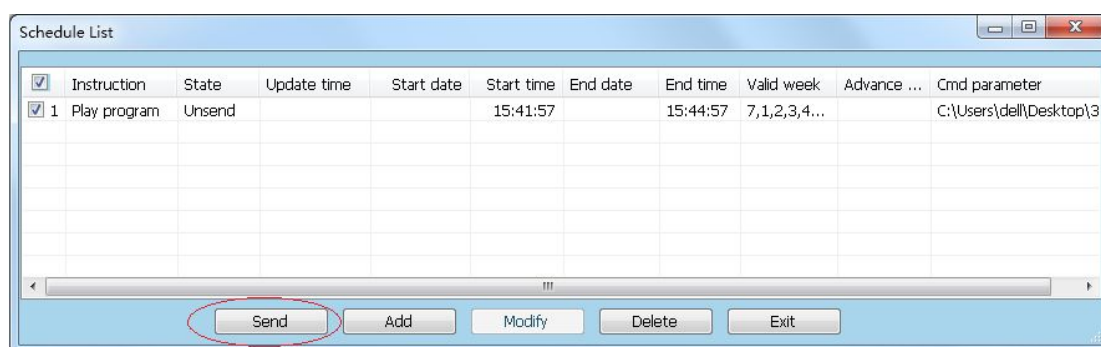 Schedule List
Instruction State Update time Start date Start time End date End time Valid week Advance ... Cmd parameter
1 Play program Unsend 15:41:57 15:44:57 7,1,2,3,4... C:\Users\dell\Desktop\3
Send Add Modify Delete Exit